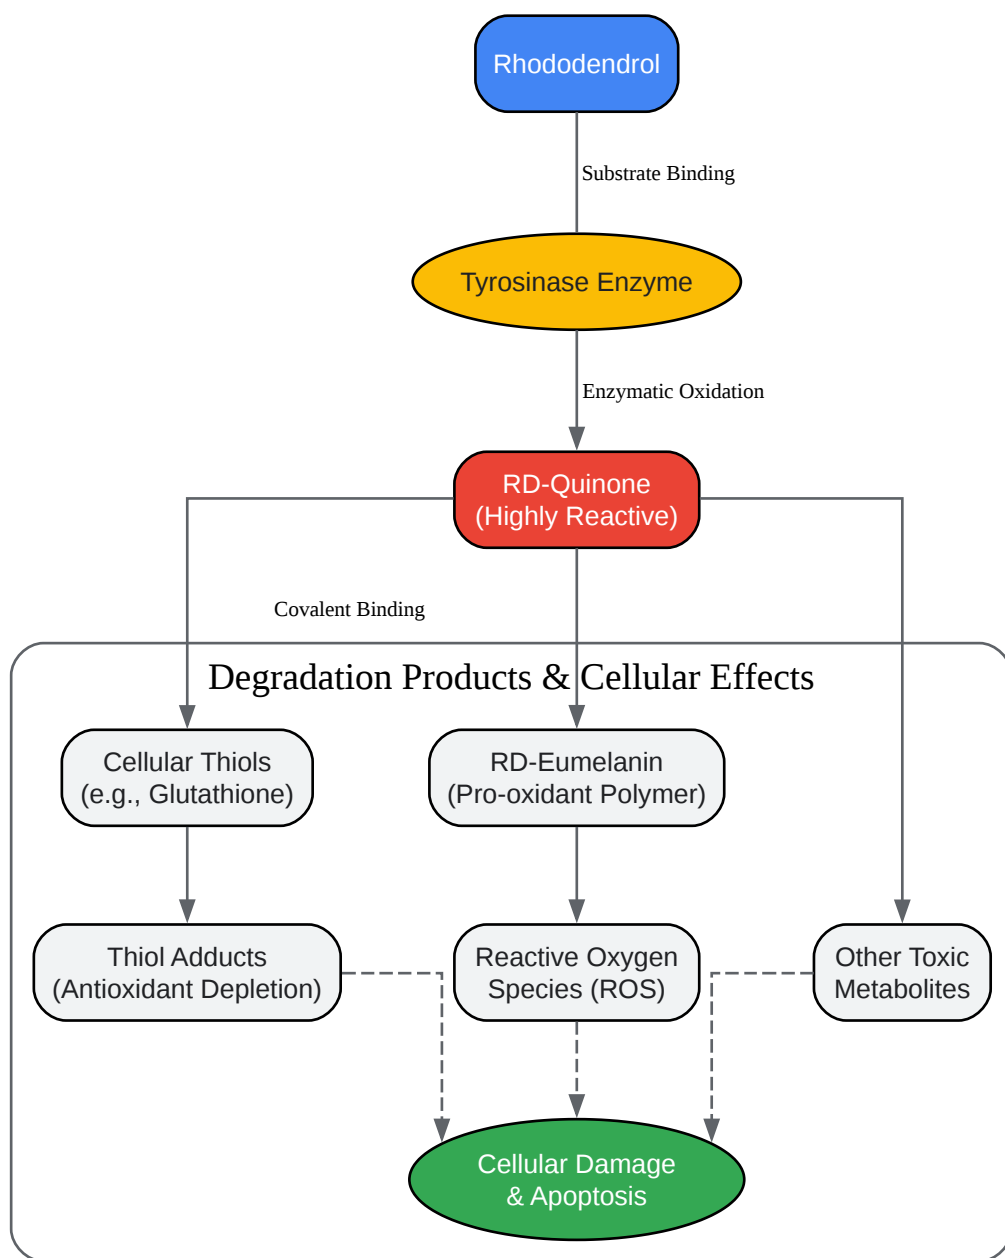 Rhododendrol
Substrate Binding
Tyrosinase Enzyme
Enzymatic Oxidation
RD-Quinone
(Highly Reactive)
Covalent Binding
Degradation Products & Cellular Effects
Cellular Thiols
(e.g., Glutathione)
RD-Eumelanin
(Pro-oxidant Polymer)
Thiol Adducts
(Antioxidant Depletion)
Reactive Oxygen
Species (ROS)
Other Toxic
Metabolites
Cellular Damage
& Apoptosis